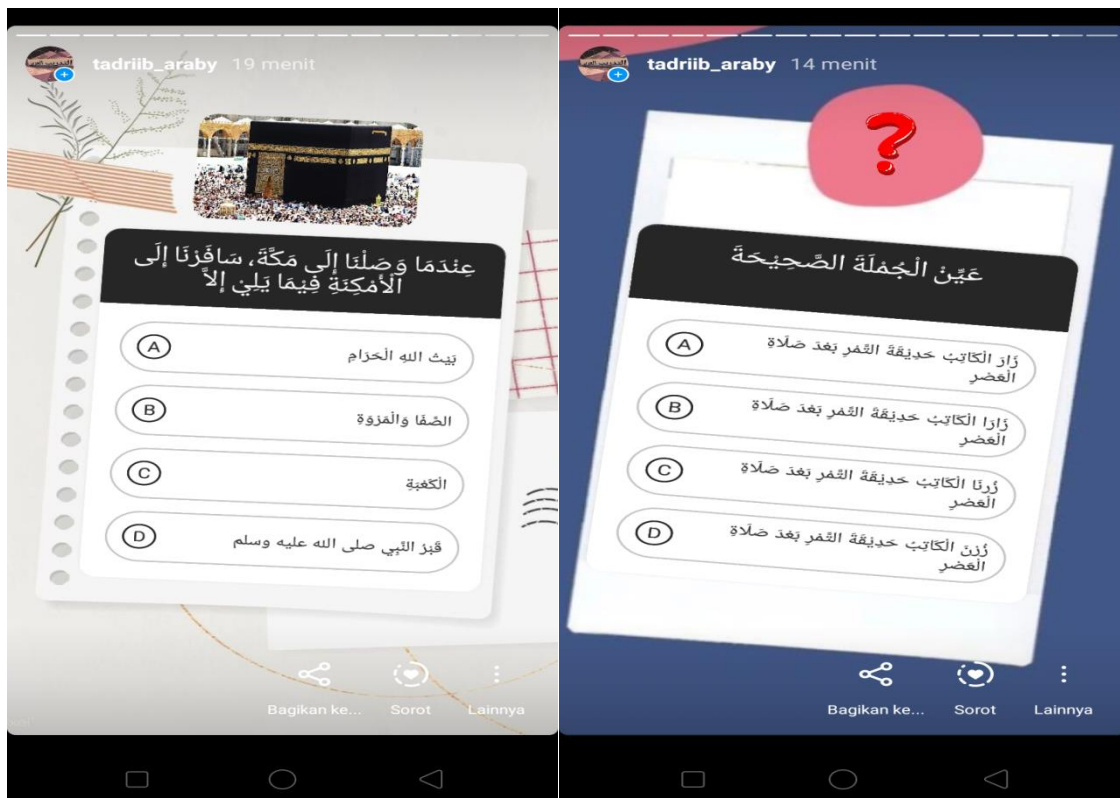 tadriib_araby 19 menit
عِنْدَمَا وَصَلْنَا إِلَى مَكَّةَ، سَافَرْنَا إِلَى
الْأَمْكِنَةِ فِيْمَا يَلِيْ إِلاَّ
A بَيْتُ اللهِ الْحَرَامِ
B الصَّفَا وَالْمَرْوَةِ
C الْكَعْبَةِ
D قَبْرُ النَّبِي صلى الله عليه وسلم
Bagikan ke... Sorot Lainnya
tadriib_araby 14 menit
?
عَيِّنْ الْجُمْلَةَ الصَّحِيْحَةَ
A زَارَ الْكَاتِبُ حَدِيْقَةَ التَّمْرِ بَعْدَ صَلَاةِ
الْعَصْرِ
B زَارَا الْكَاتِبُ حَدِيْقَةَ التَّمْرِ بَعْدَ صَلَاةِ
الْعَصْرِ
C زُرْنَا الْكَاتِبُ حَدِيْقَةَ التَّمْرِ بَعْدَ صَلَاةِ
الْعَصْرِ
D زُرْنَ الْكَاتِبُ حَدِيْقَةَ التَّمْرِ بَعْدَ صَلَاةِ
الْعَصْرِ
Bagikan ke... Sorot Lainnya